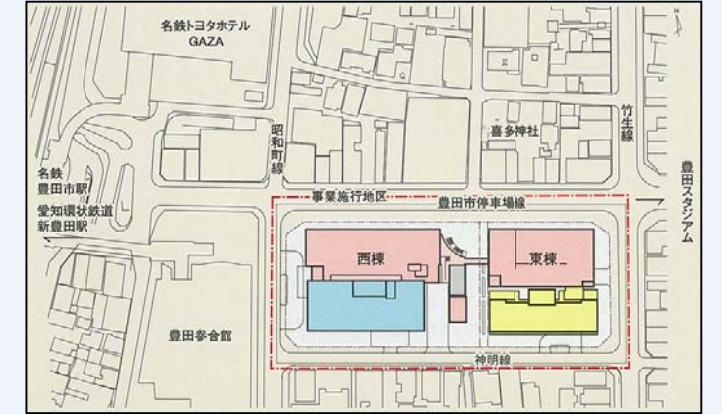 名鉄トヨタホテル
GAZA
昭和町線
喜多神社
竹生線
名鉄
豊田市駅
愛知環状鉄道
新豊田駅
事業施行地区
豊田市停車場線
豊田スタジアム
西棟
東棟
豊田参合館
神明線